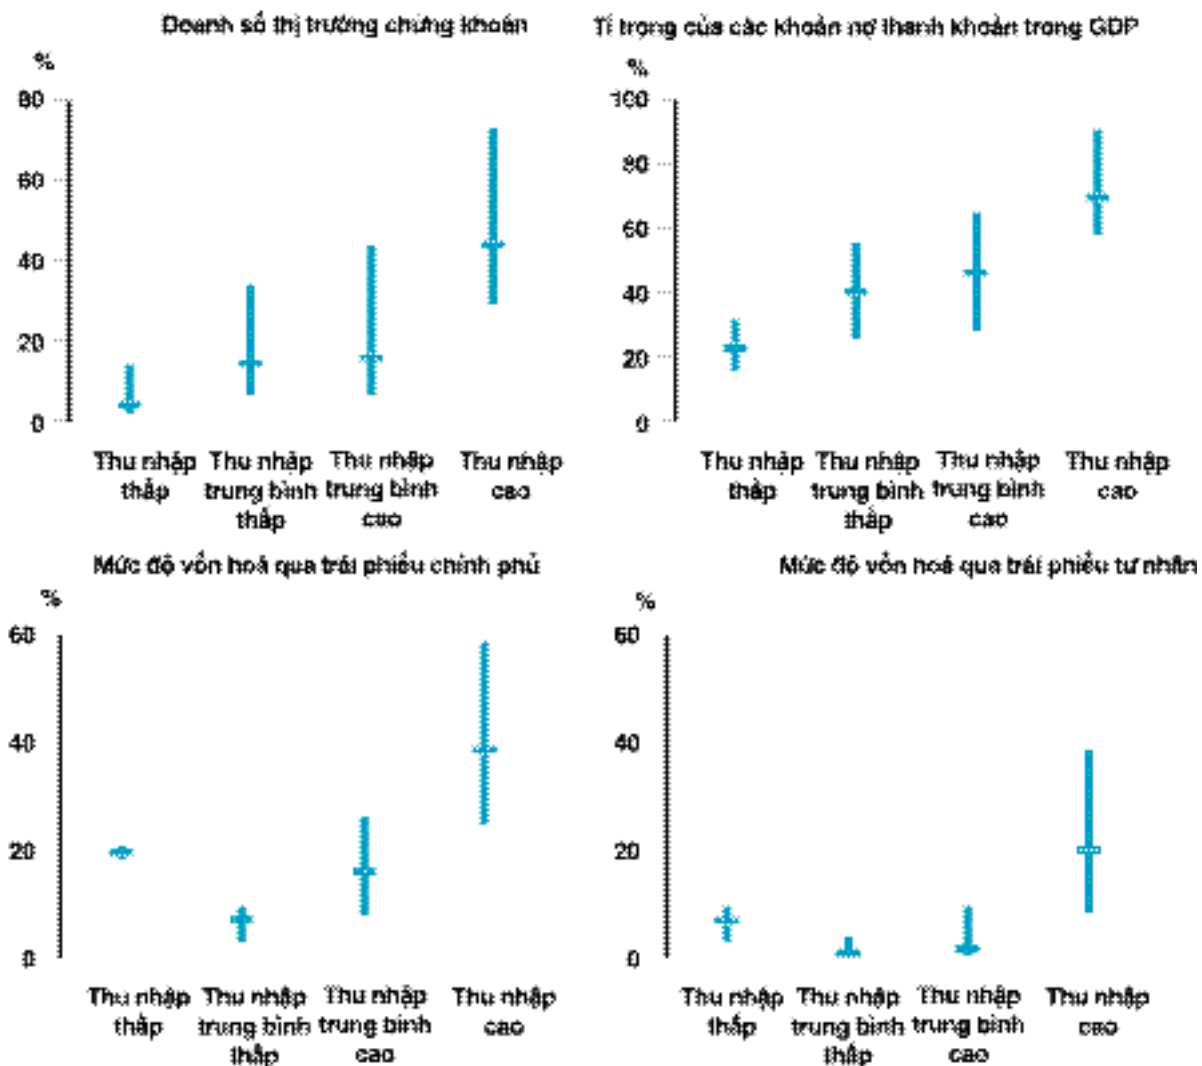 Doanh số thị trường chứng khoán
%
80
60
40
20
0
Thu nhập thấp
Thu nhập trung bình thấp
Thu nhập trung bình cao
Thu nhập cao
Tỉ trọng của các khoản nợ thanh khoản trong GDP
%
100
80
60
40
20
0
Thu nhập thấp
Thu nhập trung bình thấp
Thu nhập trung bình cao
Thu nhập cao
Mức độ vốn hoá qua trái phiếu chính phủ
%
60
40
20
0
Thu nhập thấp
Thu nhập trung bình thấp
Thu nhập trung bình cao
Thu nhập cao
Mức độ vốn hoá qua trái phiếu tư nhân
%
60
40
20
0
Thu nhập thấp
Thu nhập trung bình thấp
Thu nhập trung bình cao
Thu nhập cao